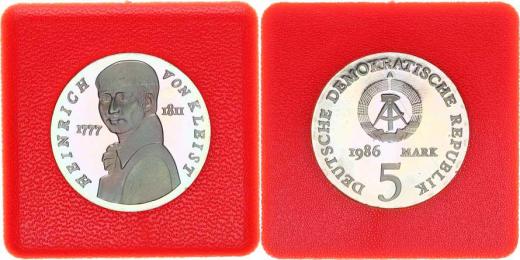 HEINRICH VON KLEIST
1777 1811
DEUTSCHE DEMOKRATISCHE REPUBLIK
A
1986 MARK
5